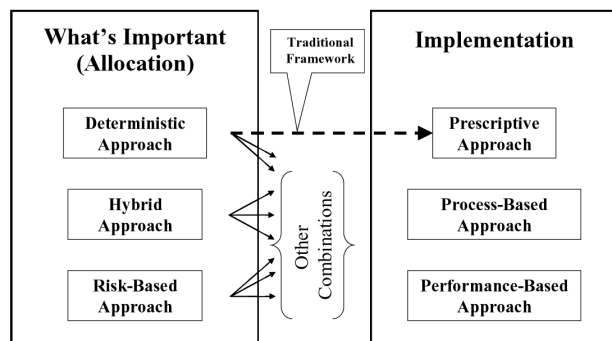 What's Important
(Allocation)
Traditional
Framework
Implementation
Deterministic
Approach
Prescriptive
Approach
Hybrid
Approach
Other
Combinations
Process-Based
Approach
Risk-Based
Approach
Performance-Based
Approach